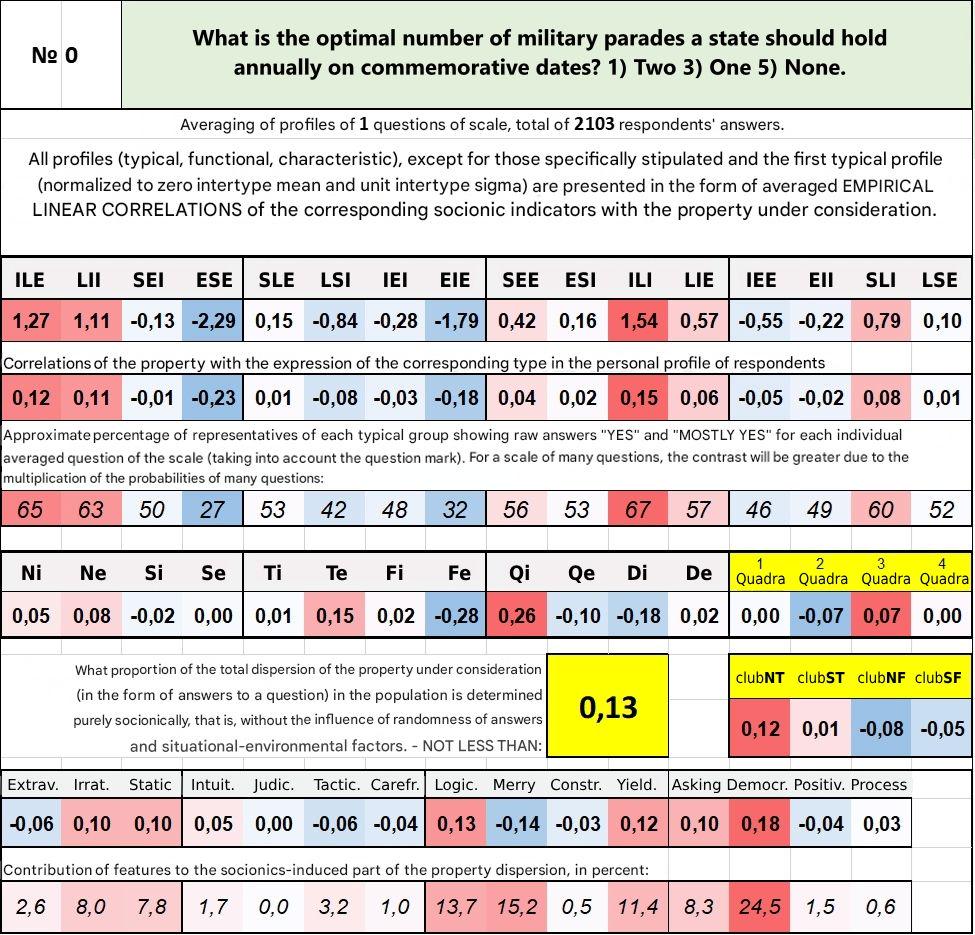 № 0
What is the optimal number of military parades a state should hold
annually on commemorative dates? 1) Two 3) One 5) None.
Averaging of profiles of 1 questions of scale, total of 2103 respondents' answers.
All profiles (typical, functional, characteristic), except for those specifically stipulated and the first typical profile
(normalized to zero intertype mean and unit intertype sigma) are presented in the form of averaged EMPIRICAL
LINEAR CORRELATIONS of the corresponding socionic indicators with the property under consideration.
ILE LII SEI ESE SLE LSI IEI EIE SEE ESI ILI LIE IEE EII SLI LSE
1,27 1,11 -0,13 -2,29 0,15 -0,84 -0,28 -1,79 0,42 0,16 1,54 0,57 -0,55 -0,22 0,79 0,10
Correlations of the property with the expression of the corresponding type in the personal profile of respondents
0,12 0,11 -0,01 -0,23 0,01 -0,08 -0,03 -0,18 0,04 0,02 0,15 0,06 -0,05 -0,02 0,08 0,01
Approximate percentage of representatives of each typical group showing raw answers "YES" and "MOSTLY YES" for each individual
averaged question of the scale (taking into account the question mark). For a scale of many questions, the contrast will be greater due to the
multiplication of the probabilities of many questions:
65 63 50 27 53 42 48 32 56 53 67 57 46 49 60 52
Ni Ne Si Se Ti Te Fi Fe Qi Qe Di De 1 Quadra 2 Quadra 3 Quadra 4 Quadra
0,05 0,08 -0,02 0,00 0,01 0,15 0,02 -0,28 0,26 -0,10 -0,18 0,02 0,00 -0,07 0,07 0,00
What proportion of the total dispersion of the property under consideration
(in the form of answers to a question) in the population is determined
purely socionically, that is, without the influence of randomness of answers
and situational-environmental factors. - NOT LESS THAN:
0,13
clubNT clubST clubNF clubSF
0,12 0,01 -0,08 -0,05
Extrav. Irrat. Static Intuit. Judic. Tactic. Carefr. Logic. Merry Constr. Yield. Asking Democr. Positiv. Process
-0,06 0,10 0,10 0,05 0,00 -0,06 -0,04 0,13 -0,14 -0,03 0,12 0,10 0,18 -0,04 0,03
Contribution of features to the socionics-induced part of the property dispersion, in percent:
2,6 8,0 7,8 1,7 0,0 3,2 1,0 13,7 15,2 0,5 11,4 8,3 24,5 1,5 0,6